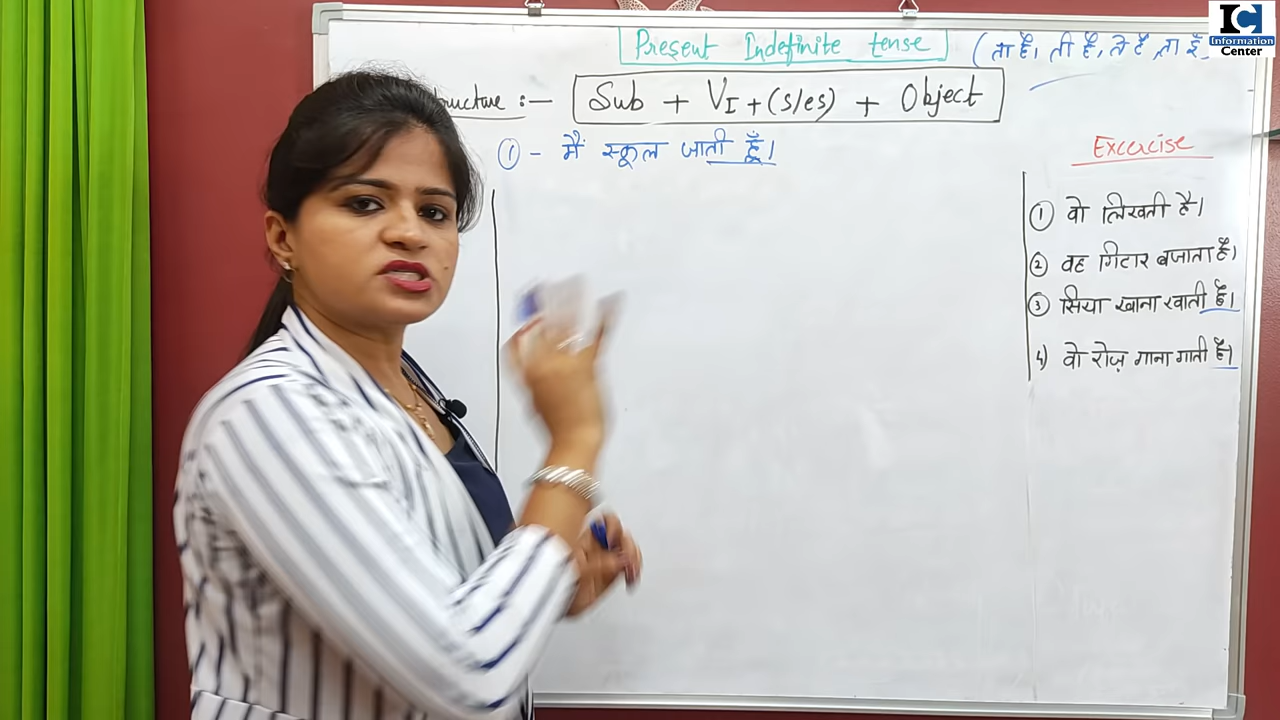 Present Indefinite tense (ता है। ती है, ते हैं, ता हूँ
IC Information Center
:- Sub + VI + (s/es) + Object
① - मैं स्कूल जाती हूँ।
Excercise
① वो लिखती है।
② वह गिटार बजाता है।
③ सिया खाना खाती है।
4) वो रोज़ गाना गाती है।